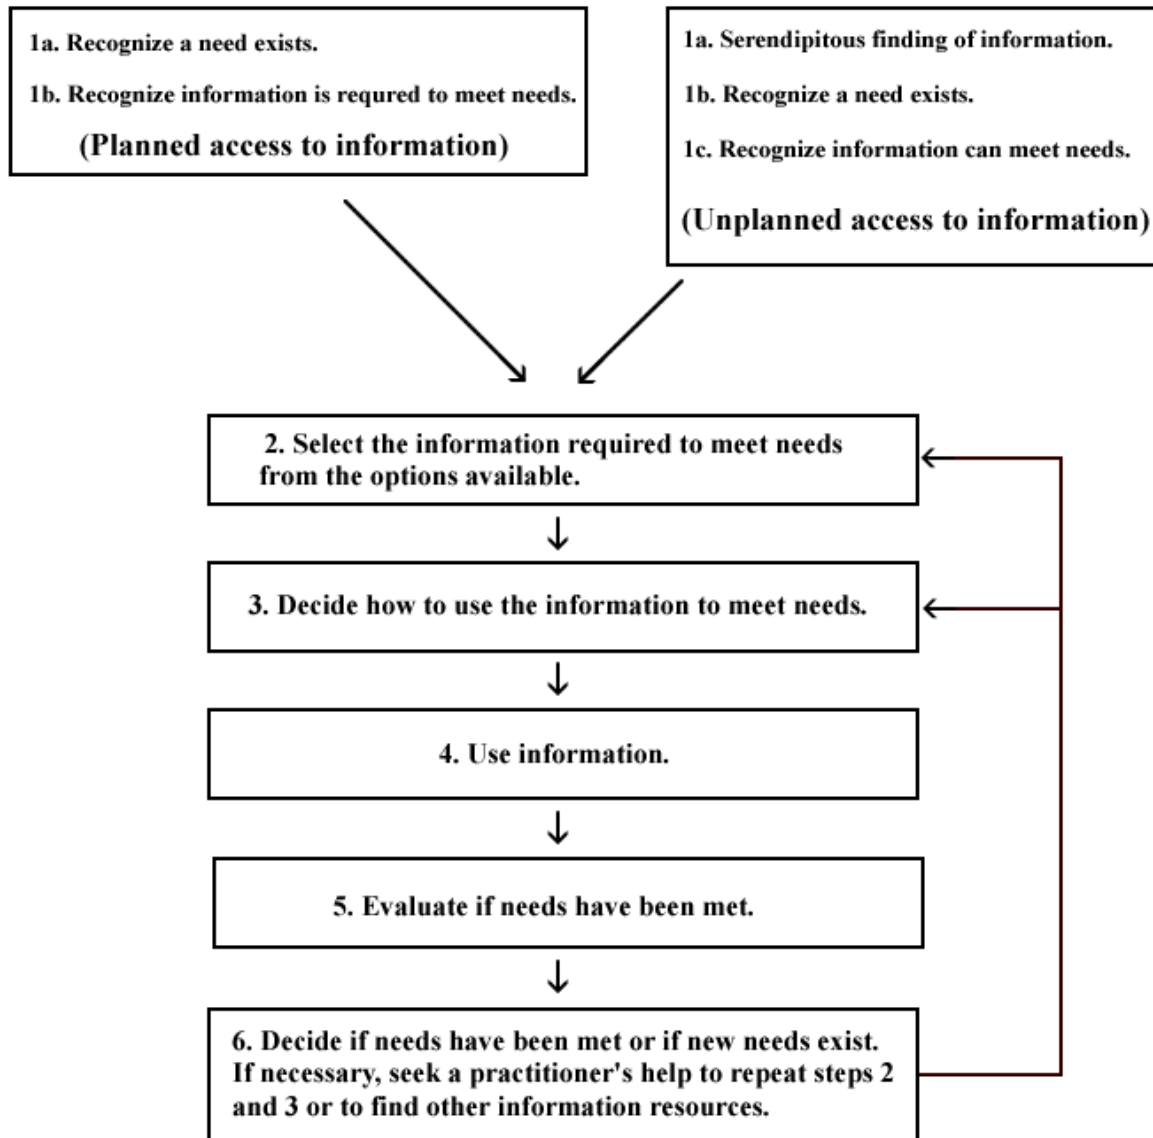 1a. Recognize a need exists.
1b. Recognize information is requred to meet needs.
(Planned access to information)
1a. Serendipitous finding of information.
1b. Recognize a need exists.
1c. Recognize information can meet needs.
(Unplanned access to information)
2. Select the information required to meet needs
from the options available.
3. Decide how to use the information to meet needs.
4. Use information.
5. Evaluate if needs have been met.
6. Decide if needs have been met or if new needs exist.
If necessary, seek a practitioner's help to repeat steps 2
and 3 or to find other information resources.